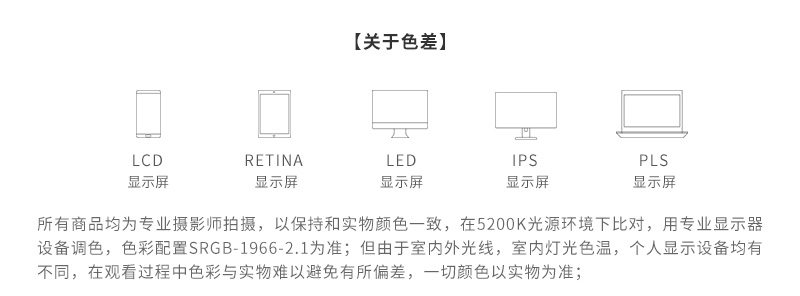 【关于色差】
LCD RETINA LED IPS PLS
显示屏 显示屏 显示屏 显示屏 显示屏
所有商品均为专业摄影师拍摄，以保持和实物颜色一致，在5200K光源环境下比对，用专业显示器
设备调色，色彩配置SRGB-1966-2.1为准；但由于室内外光线，室内灯光色温，个人显示设备均有
不同，在观看过程中色彩与实物难以避免有所偏差，一切颜色以实物为准；